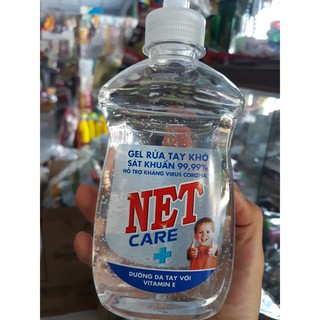 GEL RỬA TAY KHÔ
SÁT KHUẨN 99,99%
HỖ TRỢ KHÁNG VIRUS CORONA
NET
CARE
DƯỠNG DA TAY VỚI
VITAMIN E